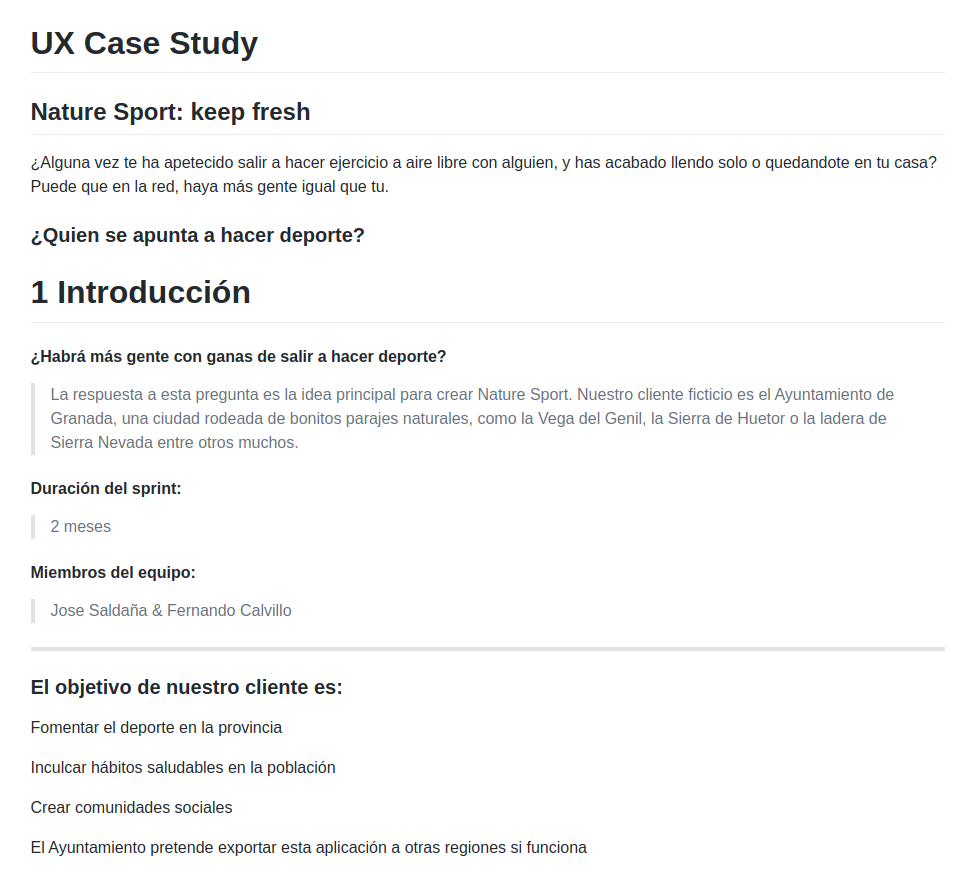 UX Case Study
Nature Sport: keep fresh
¿Alguna vez te ha apetecido salir a hacer ejercicio a aire libre con alguien, y has acabado llendo solo o quedandote en tu casa?
Puede que en la red, haya más gente igual que tu.
¿Quien se apunta a hacer deporte?
1 Introducción
¿Habrá más gente con ganas de salir a hacer deporte?
La respuesta a esta pregunta es la idea principal para crear Nature Sport. Nuestro cliente ficticio es el Ayuntamiento de
Granada, una ciudad rodeada de bonitos parajes naturales, como la Vega del Genil, la Sierra de Huetor o la ladera de
Sierra Nevada entre otros muchos.
Duración del sprint:
2 meses
Miembros del equipo:
Jose Saldaña & Fernando Calvillo
El objetivo de nuestro cliente es:
Fomentar el deporte en la provincia
Inculcar hábitos saludables en la población
Crear comunidades sociales
El Ayuntamiento pretende exportar esta aplicación a otras regiones si funciona